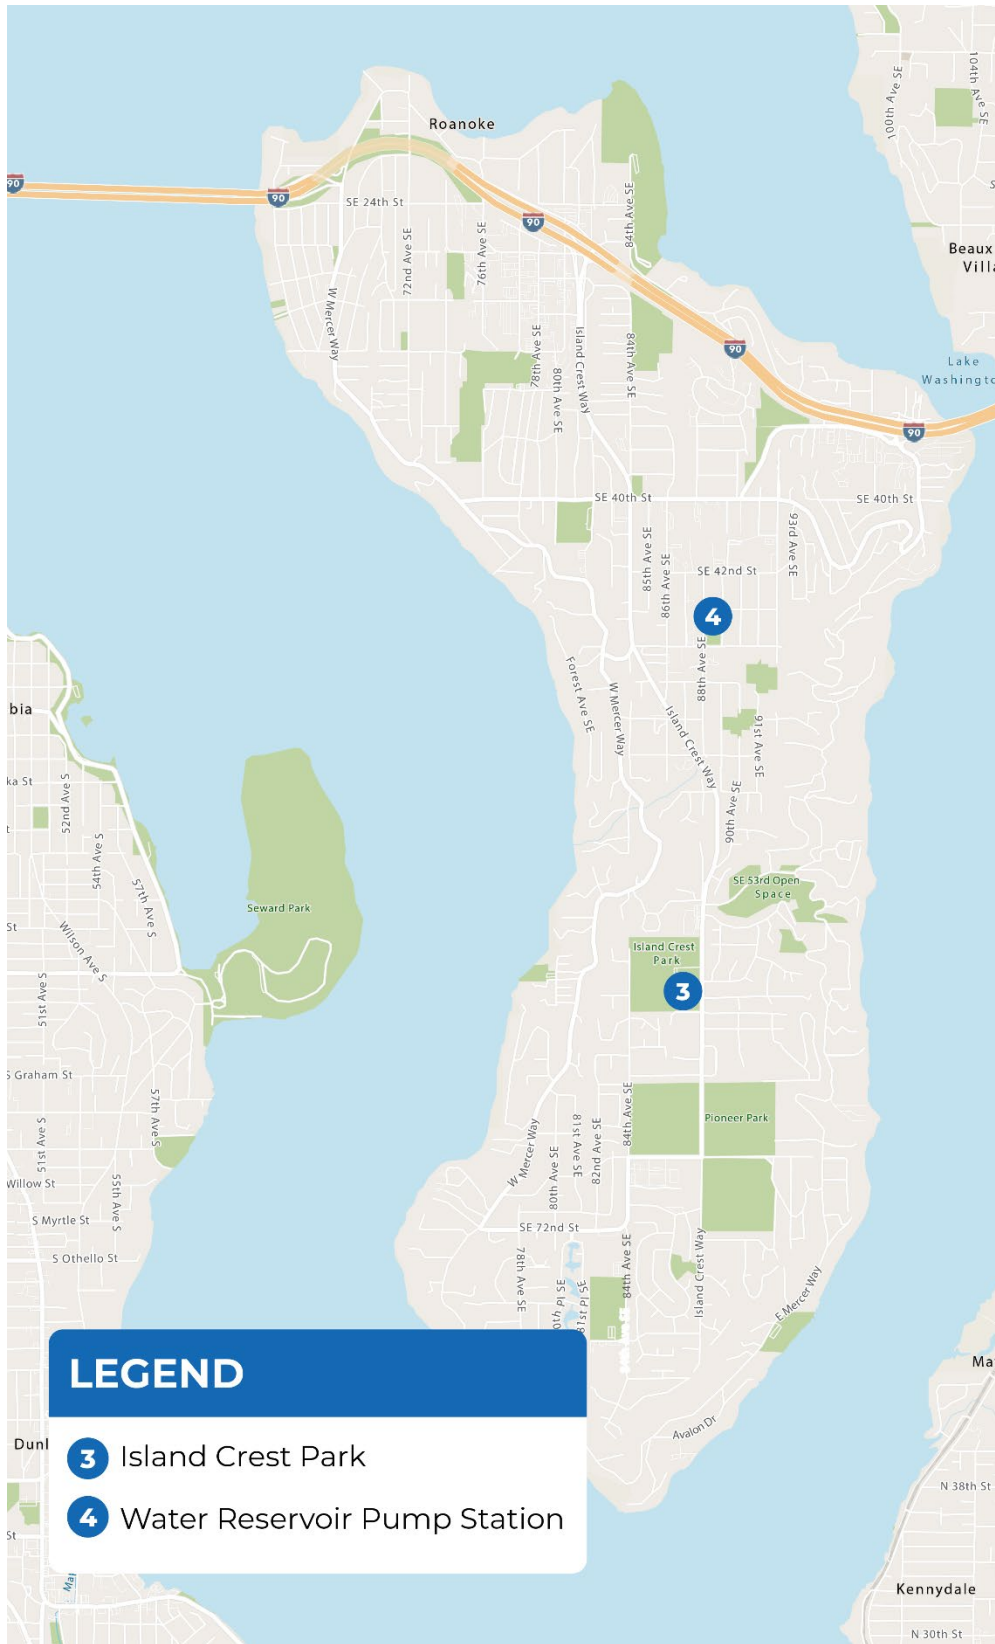 Roanoke
100th Ave SE
104th Ave SE
90
90
SE 24th St
90
84th Ave SE
72nd Ave SE
76th Ave SE
Beaux
W Mercer Way
78th Ave SE
Island Crest Way
84th Ave SE
90
Lake
80th Ave SE
90
SE 40th St
SE 40th St
93rd Ave SE
85th Ave SE
86th Ave SE
SE 42nd St
4
88th Ave SE
Forest Ave SE
W Mercer Way
Island Crest Way
91st Ave SE
90th Ave SE
52nd Ave S
54th Ave S
57th Ave S
Wilson Ave S
St
Seward Park
SE 53rd Open
Space
Island Crest
Park
3
51st Ave S
S Graham St
57th Ave S
51st Ave S
84th Ave SE
Pioneer Park
81st Ave SE
82nd Ave SE
80th Ave SE
W Mercer Way
Willow St
55th Ave S
S Myrtle St
SE 72nd St
S Othello St
78th Ave SE
84th Ave SE
Island Crest Way
E Mercer Way
81st Pl SE
Avalon Dr
N 38th St
Kennydale
N 30th St
LEGEND
3 Island Crest Park
4 Water Reservoir Pump Station